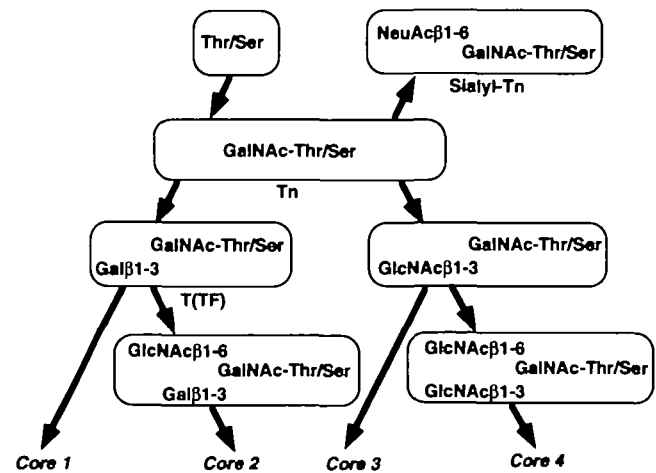 Thr/Ser
NeuAcβ1-6
GalNAc-Thr/Ser
Sialyl-Tn
GalNAc-Thr/Ser
Tn
GalNAc-Thr/Ser
Galβ1-3
T(TF)
GalNAc-Thr/Ser
GlcNAcβ1-3
GlcNAcβ1-6
GalNAc-Thr/Ser
Galβ1-3
GlcNAcβ1-6
GalNAc-Thr/Ser
GlcNAcβ1-3
Core 1
Core 2
Core 3
Core 4